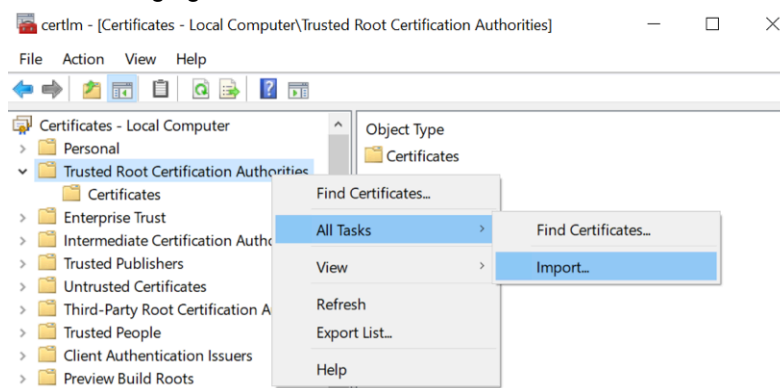 certlm - [Certificates - Local Computer\Trusted Root Certification Authorities]
File Action View Help
Certificates - Local Computer
Personal
Trusted Root Certification Authorities
Certificates
Enterprise Trust
Intermediate Certification Autho
Trusted Publishers
Untrusted Certificates
Third-Party Root Certification A
Trusted People
Client Authentication Issuers
Preview Build Roots
Object Type
Certificates
Find Certificates...
All Tasks
View
Refresh
Export List...
Help
Find Certificates...
Import...